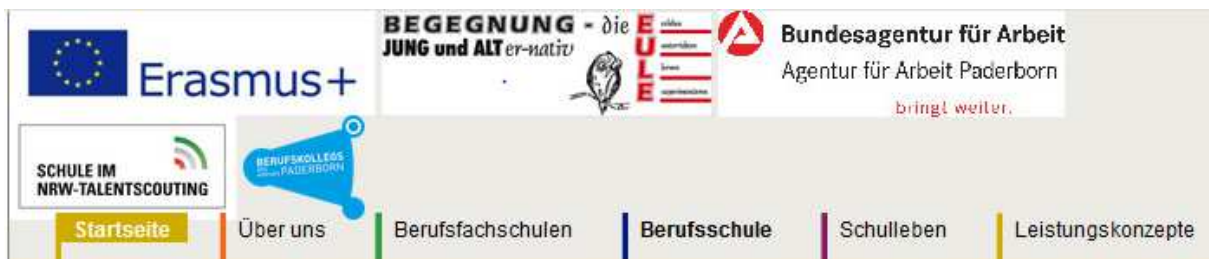 Erasmus+
BEGEGNUNG - die
JUNG und ALTer-nativ
EULE
Bundesagentur für Arbeit
Agentur für Arbeit Paderborn
bringt weiter.
SCHULE IM
NRW-TALENTSCOUTING
BERUFSKOLLEGS
PADERBORN
Startseite
Über uns
Berufsfachschulen
Berufsschule
Schulleben
Leistungskonzepte